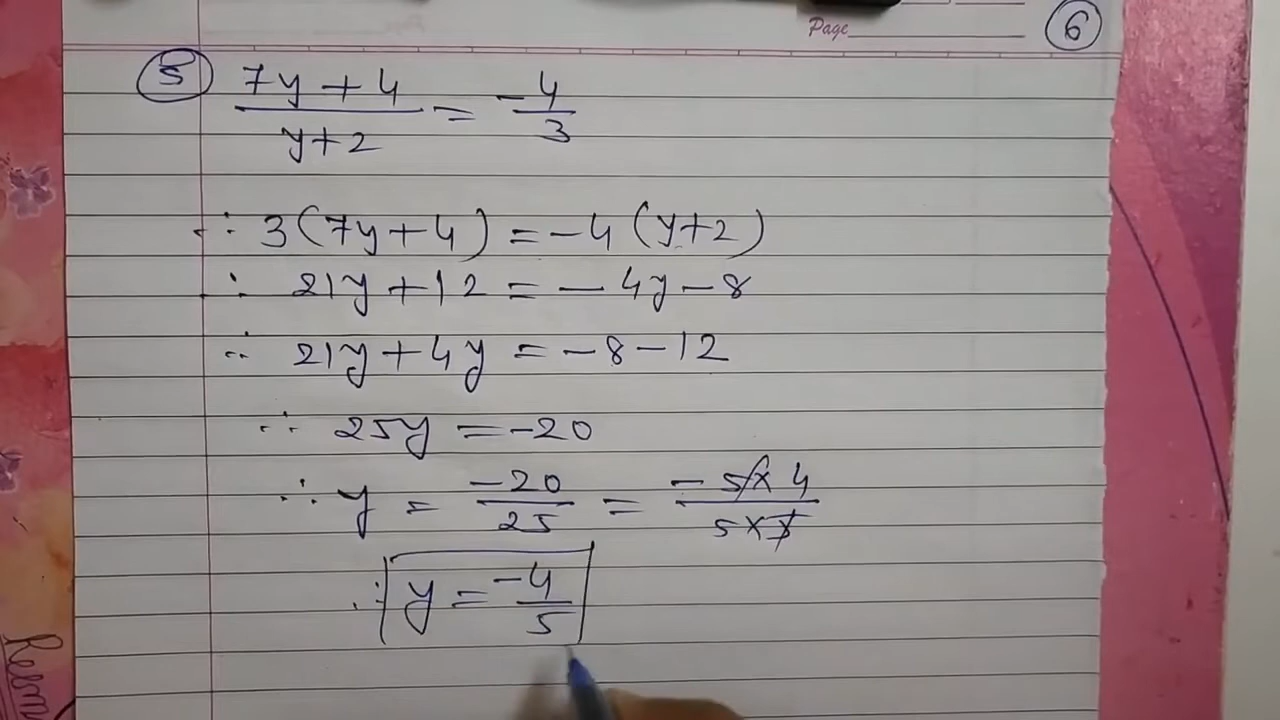 Page 6
5 (7y+4)/(y+2) = -4/3
∴ 3(7y+4) = -4(y+2)
∴ 21y+12 = -4y-8
∴ 21y+4y = -8-12
∴ 25y = -20
∴ y = -20/25 = (-5×4)/(5×5)
∴ y = -4/5